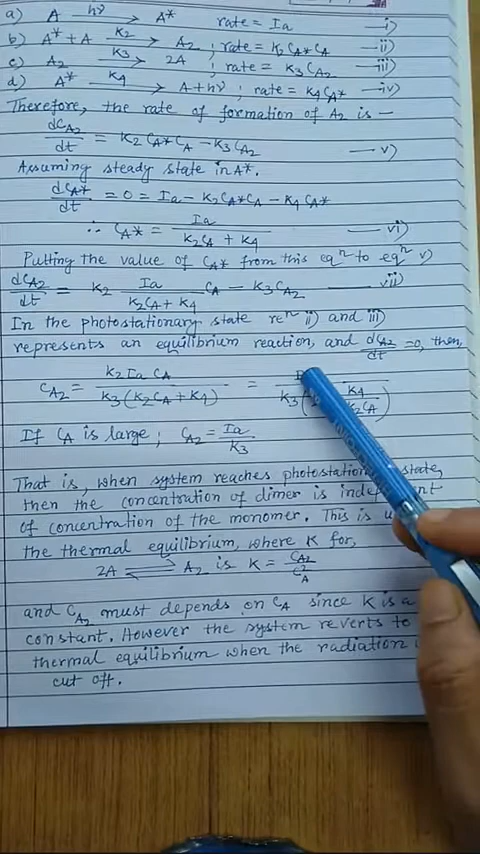 a) A hν → A* rate = Ia —i)
b) A* + A K2 → A2 ; rate = K2 CA* CA —ii)
c) A2 K3 → 2A ; rate = K3 CA2 —iii)
d) A* K4 → A + hν ; rate = K4 CA* —iv)
Therefore, the rate of formation of A2 is —
dCA2/dt = K2 CA* CA - K3 CA2 —v)
Assuming steady state in A*.
dCA*/dt = 0 = Ia - K2 CA* CA - K4 CA*
∴ CA* = Ia / (K2 CA + K4) —vi)
Putting the value of CA* from this eqn to eqn v)
dCA2/dt = K2 Ia / (K2 CA + K4) CA - K3 CA2 —vii)
In the photostationary state ren ii) and iii)
represents an equilibrium reaction, and dCA2/dt = 0, then,
CA2 = K2 Ia CA / K3 (K2 CA + K4) = K3 ( K4 / K2 CA )
If CA is large ; CA2 = Ia / K3
That is, when system reaches state,
then the concentration of dimer is
of concentration of the monomer. This is
the thermal equilibrium, where K for,
2A ⇌ A2 is K = CA2 / C²A
and CA2 must depends on CA since K is a
constant. However the system reverts to
thermal equilibrium when the radiation
cut off.